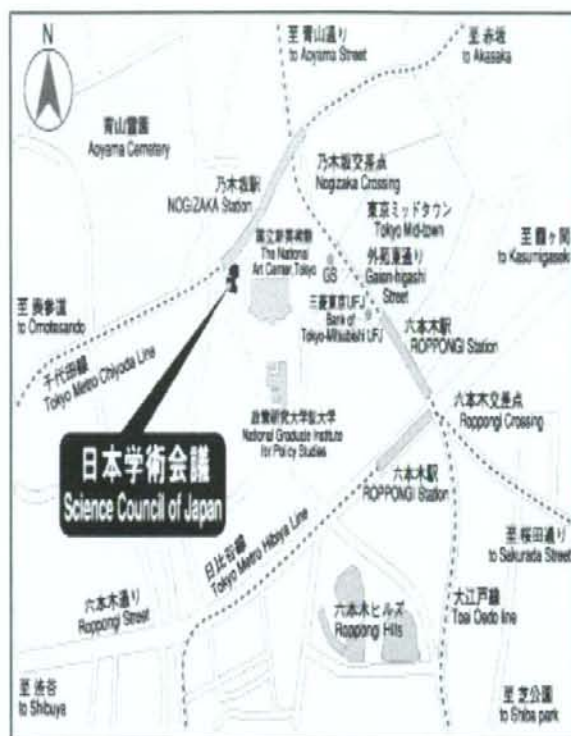 N
至 青山通り
to Aoyama Street
至 赤坂
to Akasaka
青山霊園
Aoyama Cemetery
乃木坂駅
NOGIZAKA Station
乃木坂交差点
Nogizaka Crossing
国立新美術館
The National
Art Center, Tokyo
東京ミッドタウン
Tokyo Mid-town
外苑東通り
Gaien-higashi
Street
GS
至 霞ヶ関
to Kasumigaseki
至 表参道
to Omotesando
三菱東京UFJ
Bank of
Tokyo-Mitsubishi UFJ
六本木駅
ROPPONGI Station
千代田線
Tokyo Metro Chiyoda Line
六本木交差点
Roppongi Crossing
政策研究大学院大学
National Graduate Institute
for Policy Studies
日本学術会議
Science Council of Japan
六本木駅
ROPPONGI Station
日比谷線
Tokyo Metro Hibiya Line
至 桜田通り
to Sakurada Street
六本木通り
Roppongi Street
六本木ヒルズ
Roppongi Hills
大江戸線
Toei Oedo line
至 渋谷
to Shibuya
至 芝公園
to Shiba park